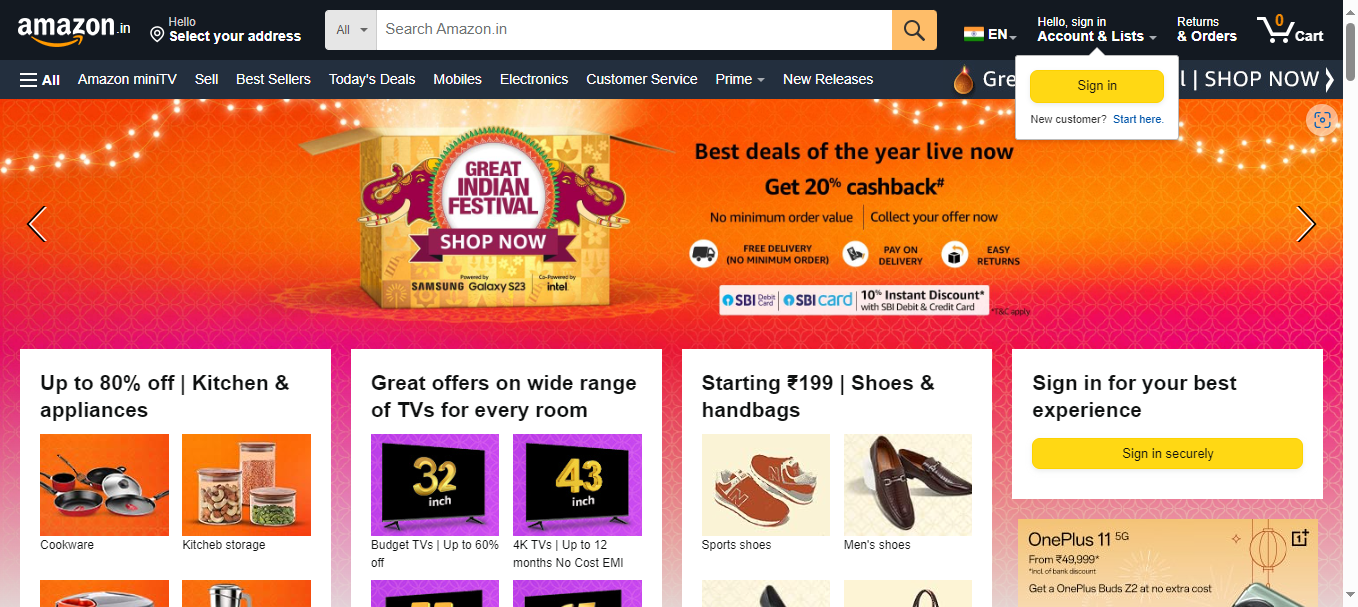 amazon.in
Hello
Select your address
All
Search Amazon.in
EN
Hello, sign in
Account & Lists
Returns
& Orders
0
Cart
All
Amazon miniTV
Sell
Best Sellers
Today's Deals
Mobiles
Electronics
Customer Service
Prime
New Releases
| SHOP NOW
Sign in
New customer? Start here.
GREAT
INDIAN
FESTIVAL
SHOP NOW
Powered by
SAMSUNG Galaxy S23
Co-Powered by
intel
Best deals of the year live now
Get 20% cashback#
No minimum order value | Collect your offer now
FREE DELIVERY
(NO MINIMUM ORDER)
PAY ON
DELIVERY
EASY
RETURNS
SBI Debit Card | SBI card | 10% Instant Discount*
with SBI Debit & Credit Card
*T&C apply
Up to 80% off | Kitchen &
appliances
Cookware
Kitcheb storage
Great offers on wide range
of TVs for every room
32
inch
43
inch
Budget TVs | Up to 60%
off
4K TVs | Up to 12
months No Cost EMI
Starting ₹199 | Shoes &
handbags
Sports shoes
Men's shoes
Sign in for your best
experience
Sign in securely
OnePlus 11 5G
From ₹49,999*
*Incl. of bank discount
Get a OnePlus Buds Z2 at no extra cost